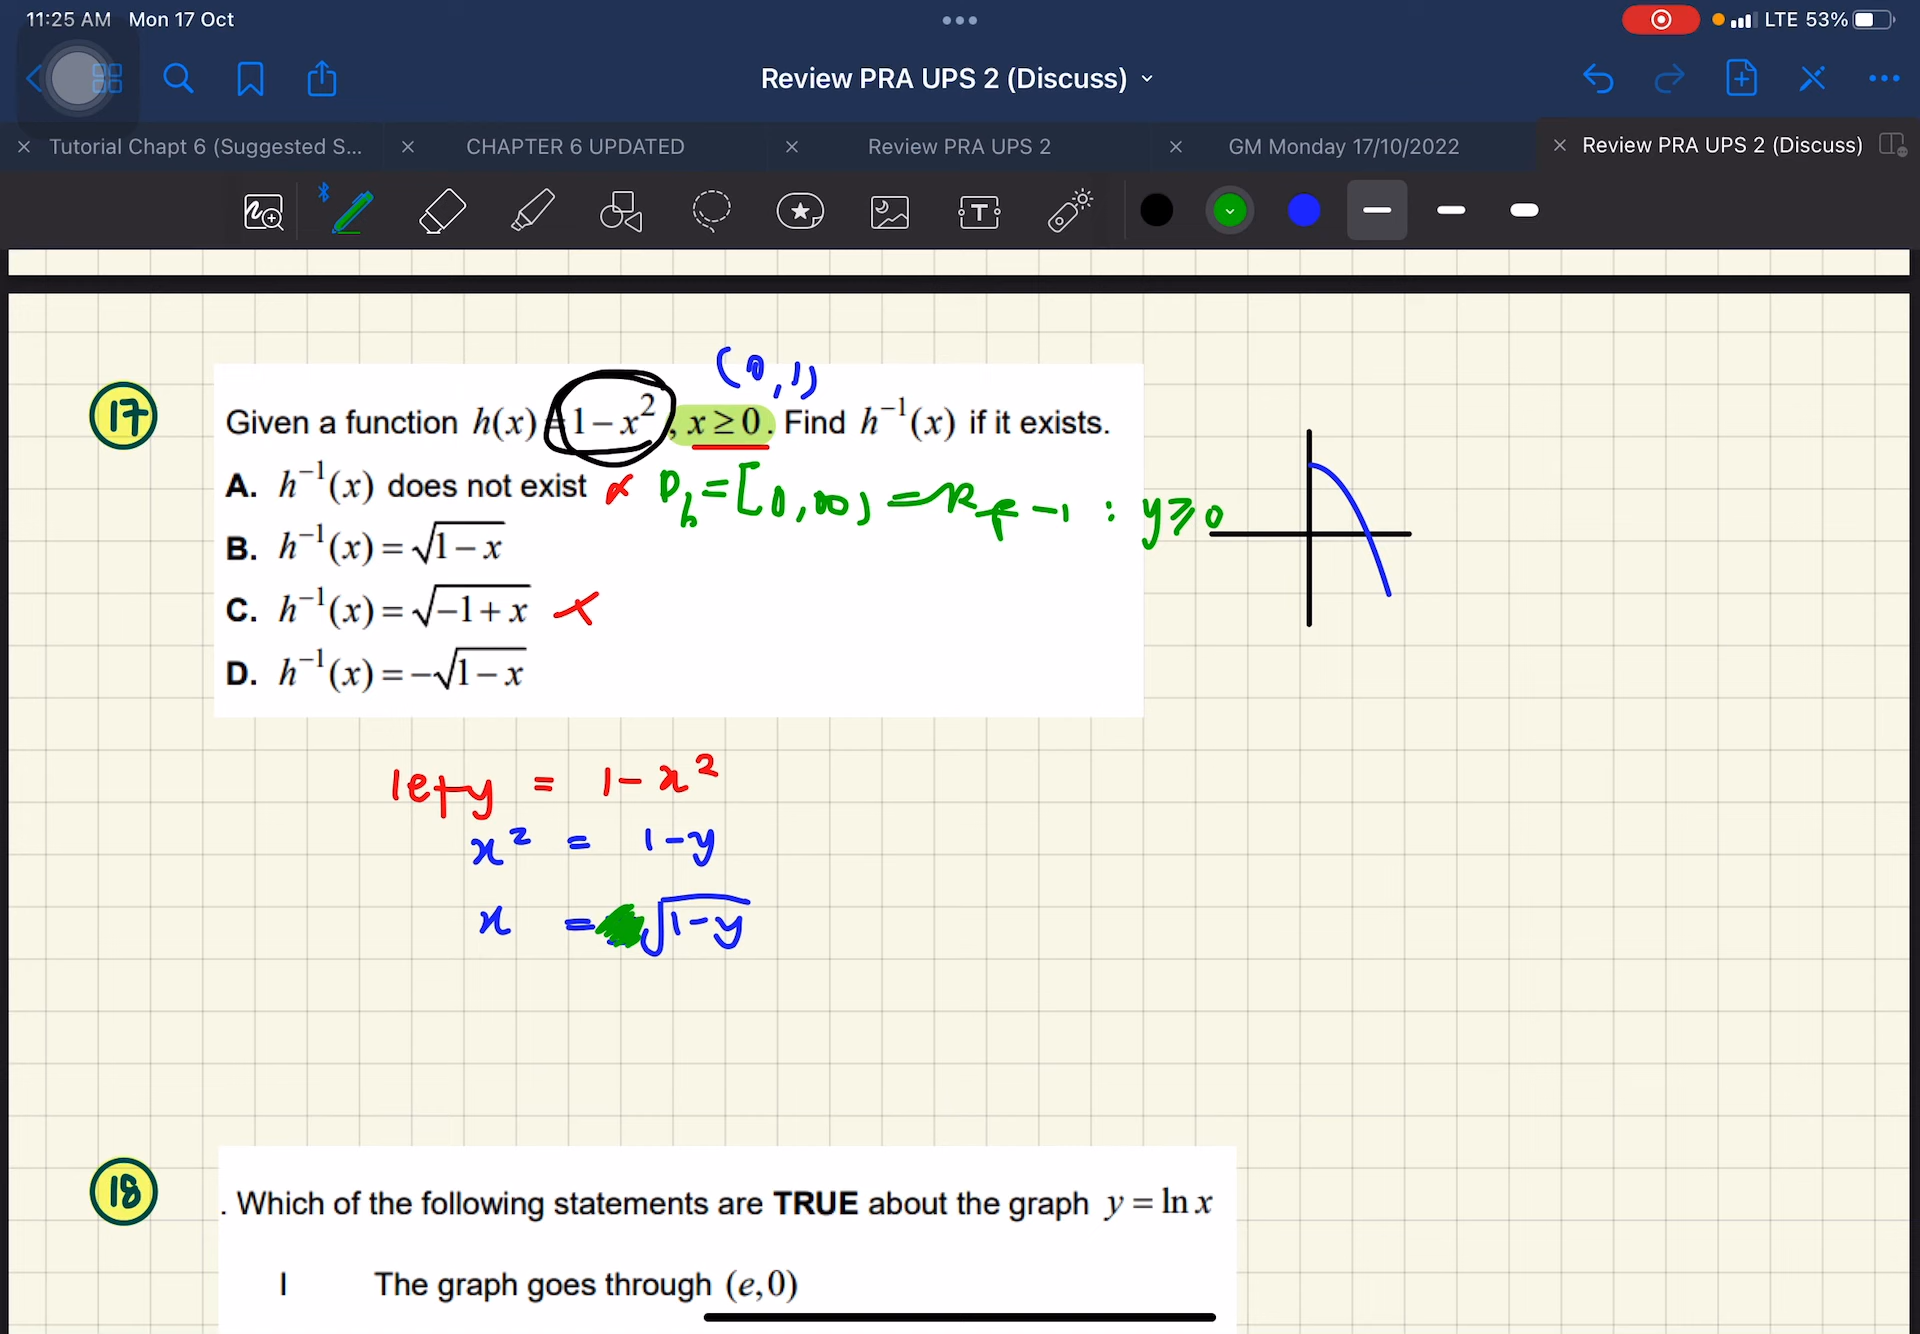 11:25 AM Mon 17 Oct
LTE 53%
Review PRA UPS 2 (Discuss)
Tutorial Chapt 6 (Suggested S...
CHAPTER 6 UPDATED
Review PRA UPS 2
GM Monday 17/10/2022
Review PRA UPS 2 (Discuss)
T
(0,1)
17
Given a function h(x) = 1 − x², x ≥ 0. Find h⁻¹(x) if it exists.
A. h⁻¹(x) does not exist
D_h = [0, ∞) = R_f⁻¹ : y ≥ 0
B. h⁻¹(x) = √(1 − x)
C. h⁻¹(x) = √(−1 + x)
D. h⁻¹(x) = −√(1 − x)
let y = 1 − x²
x² = 1 − y
x = √(1 − y)
18
. Which of the following statements are TRUE about the graph y = ln x
I The graph goes through (e,0)